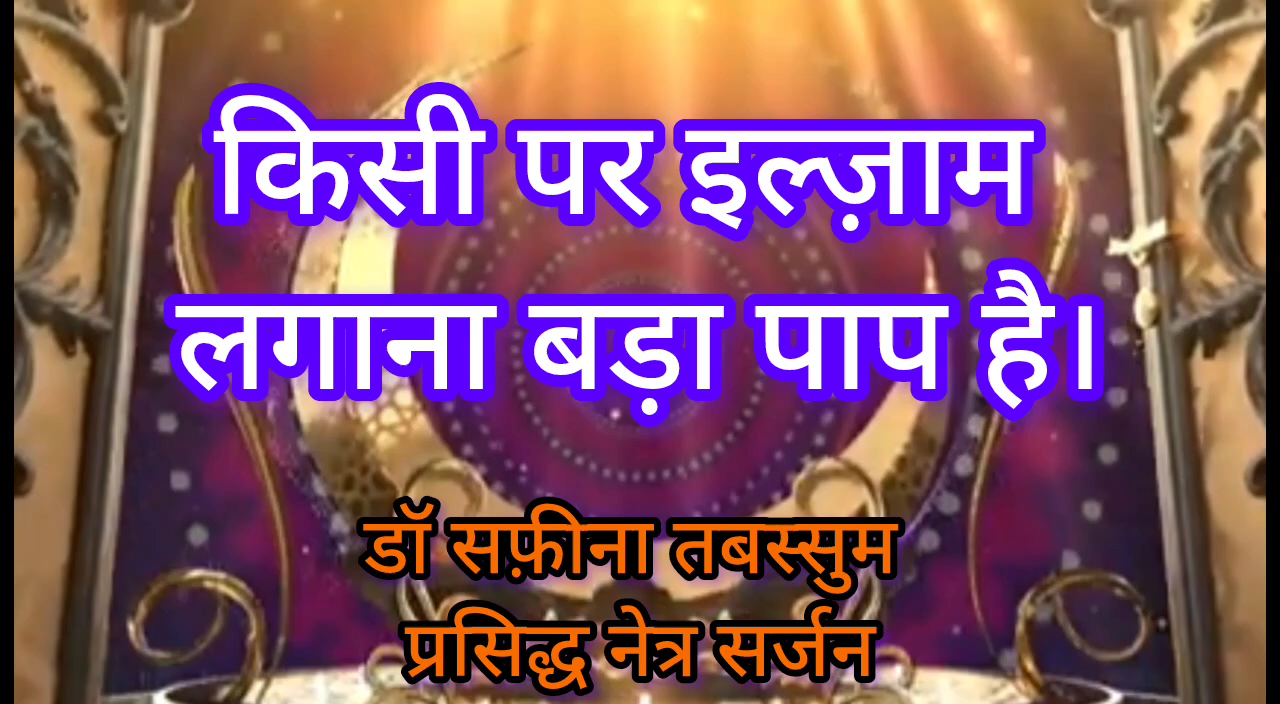 किसी पर इल्ज़ाम
लगाना बड़ा पाप है।
डॉ सफ़ीना तबस्सुम
प्रसिद्ध नेत्र सर्जन